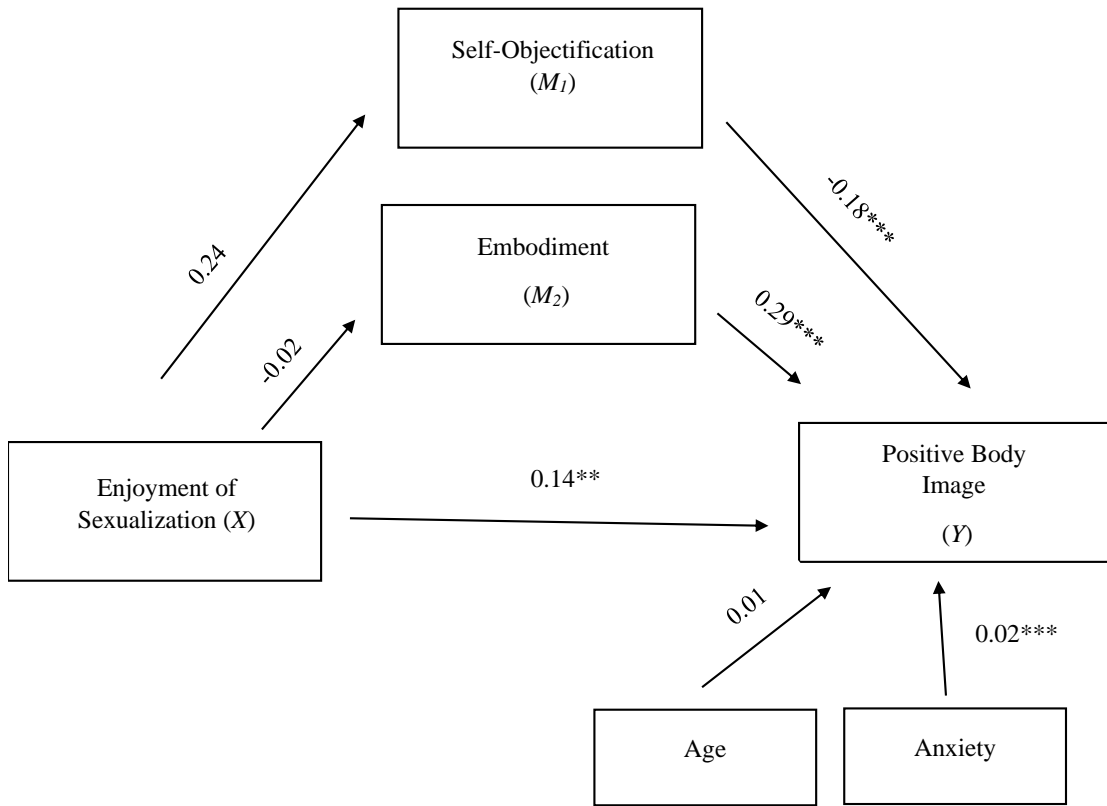 Self-Objectification
(M1)
Embodiment
(M2)
0.24
-0.02
-0.18***
0.29***
Enjoyment of
Sexualization (X)
0.14**
Positive Body
Image
(Y)
0.01
0.02***
Age
Anxiety